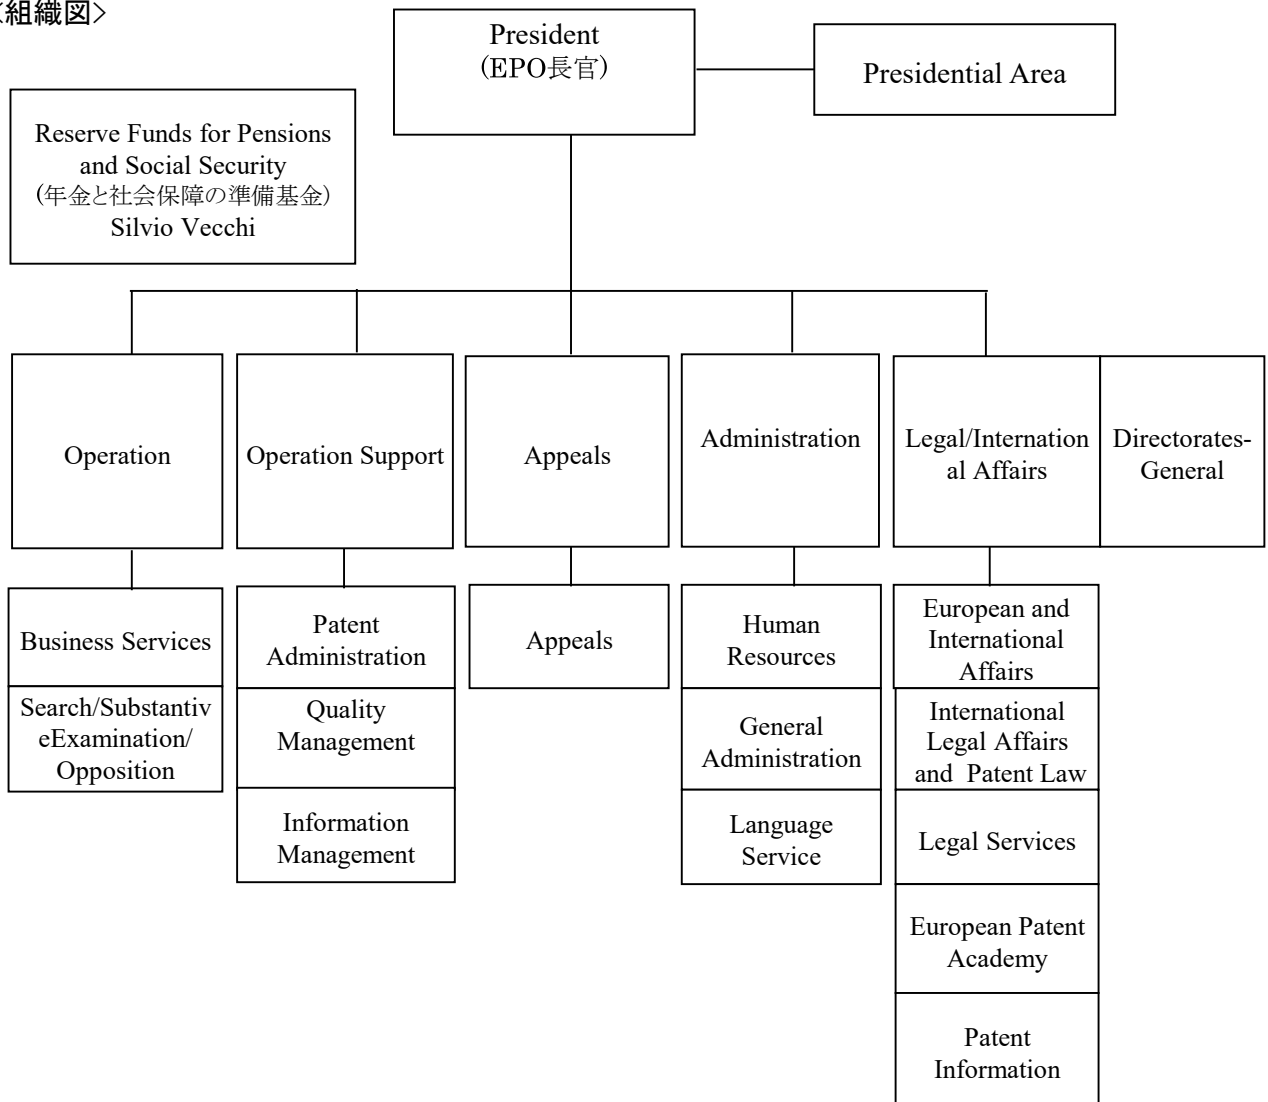 <組織図>
President
(EPO長官)
Presidential Area
Reserve Funds for Pensions
and Social Security
(年金と社会保障の準備基金)
Silvio Vecchi
Operation
Operation Support
Appeals
Administration
Legal/Internation
al Affairs
Directorates-
General
Business Services
Search/Substantiv
eExamination/
Opposition
Patent
Administration
Quality
Management
Information
Management
Appeals
Human
Resources
General
Administration
Language
Service
European and
International
Affairs
International
Legal Affairs
and Patent Law
Legal Services
European Patent
Academy
Patent
Information